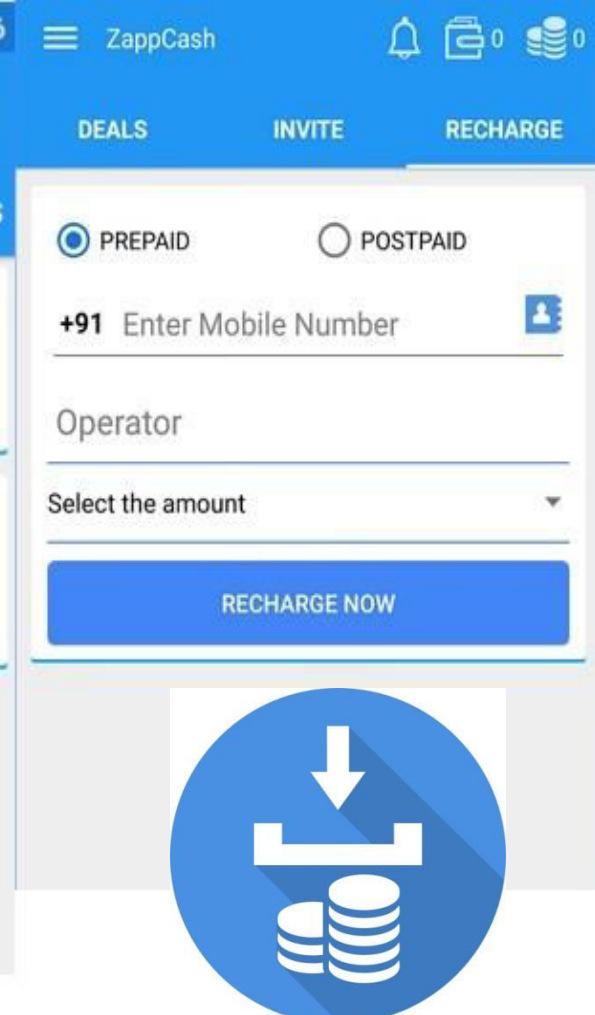 ZappCash 0 0
DEALS INVITE RECHARGE
PREPAID POSTPAID
+91 Enter Mobile Number
Operator
Select the amount
RECHARGE NOW